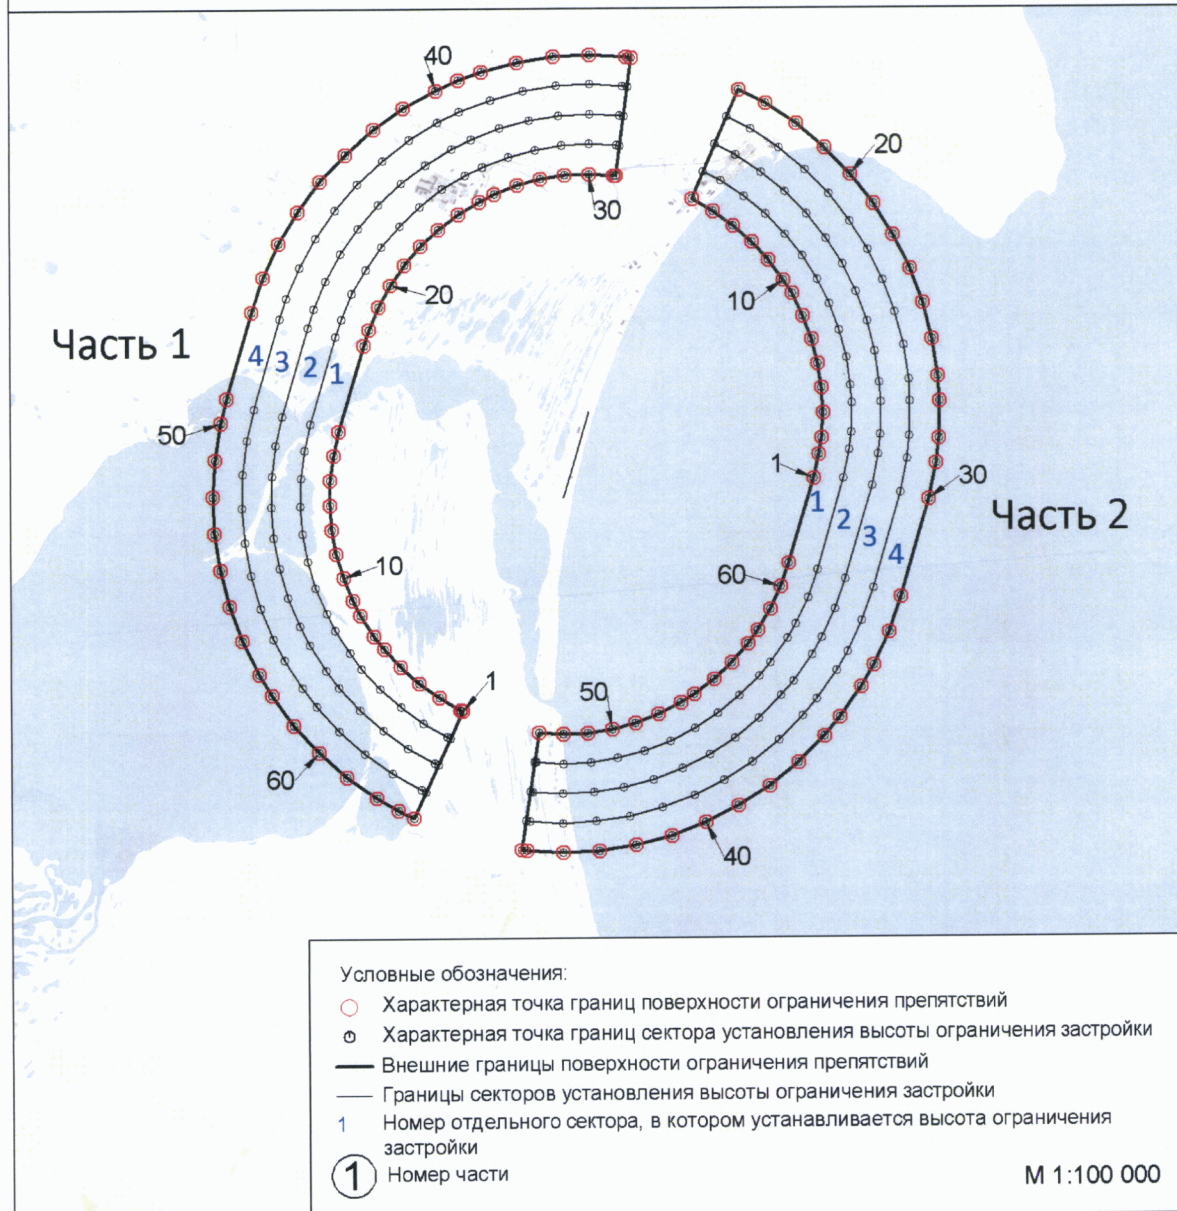 40
20
30
10
20
Часть 1
4 3 2 1
50
1
30
1
2
3
4
Часть 2
10
60
1
50
60
40
Условные обозначения:
Характерная точка границ поверхности ограничения препятствий
Характерная точка границ сектора установления высоты ограничения застройки
Внешние границы поверхности ограничения препятствий
Границы секторов установления высоты ограничения застройки
1 Номер отдельного сектора, в котором устанавливается высота ограничения
застройки
1 Номер части
М 1:100 000